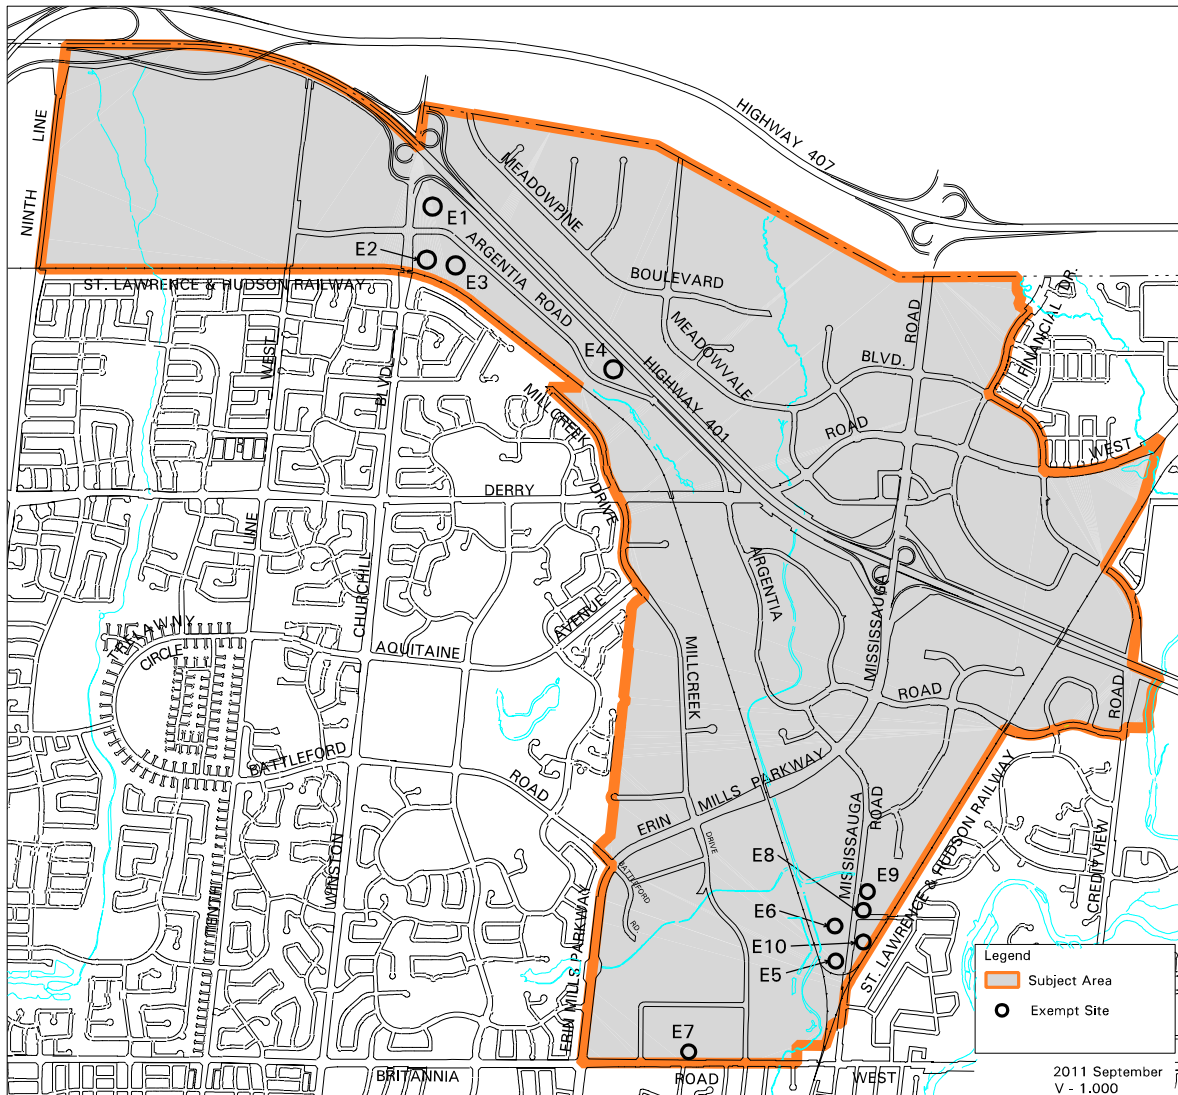 HIGHWAY 407
LINE
NINTH
MEADOWPINE
BOULEVARD
E1
E2
E3
ARGENTIA ROAD
ST. LAWRENCE & HUDSON RAILWAY
FINANCIAL DR.
ROAD
BLVD.
MEADOWVALE
ROAD
E4
HIGHWAY 401
WEST
BLVD.
MILLCREEK
DRIVE
WEST
DERRY
LINE
CHURCHILL
ARGENTIA
MISSISSAUGA
TRELAWNY
CIRCLE
AVENUE
AQUITAINE
MILLCREEK
ROAD
ROAD
BATTLEFORD
ROAD
ERIN MILLS PARKWAY
DRIVE
BATTLEFORD
RD.
MISSISSAUGA
ROAD
E8
E9
E6
E10
E5
E7
ST. LAWRENCE & HUDSON RAILWAY
CREDITVIEW
WINSTON
TENTH
ERIN MILLS PARKWAY
BRITANNIA
ROAD
WEST
Legend
Subject Area
Exempt Site
2011 September
V - 1.000